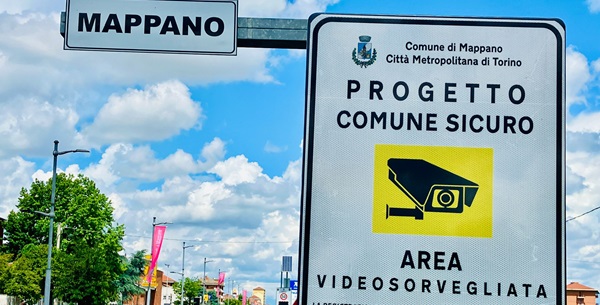 MAPPANO
Comune di Mappano
Città Metropolitana di Torino
PROGETTO
COMUNE SICURO
AREA
VIDEOSORVEGLIATA